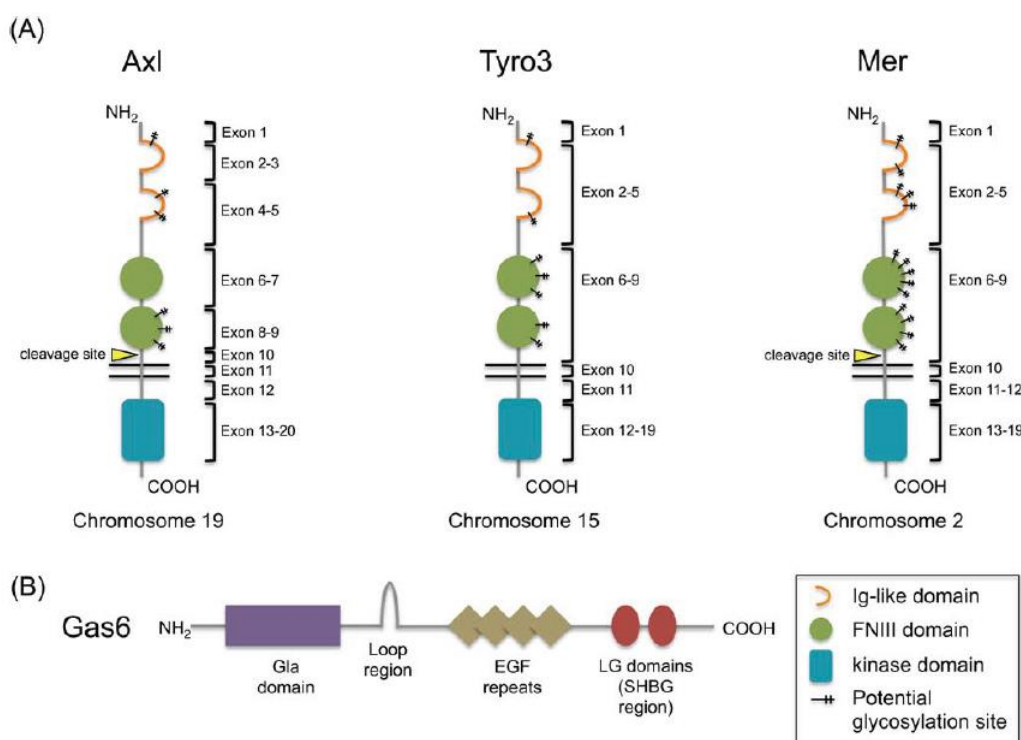 (A)
Axl
NH2
Exon 1
Exon 2-3
Exon 4-5
Exon 6-7
Exon 8-9
cleavage site
Exon 10
Exon 11
Exon 12
Exon 13-20
COOH
Chromosome 19
Tyro3
NH2
Exon 1
Exon 2-5
Exon 6-9
Exon 10
Exon 11
Exon 12-19
COOH
Chromosome 15
Mer
NH2
Exon 1
Exon 2-5
Exon 6-9
cleavage site
Exon 10
Exon 11-12
Exon 13-19
COOH
Chromosome 2
(B)
Gas6
NH2
Gla
domain
Loop
region
EGF
repeats
LG domains
(SHBG
region)
COOH
Ig-like domain
FNIII domain
kinase domain
Potential
glycosylation site